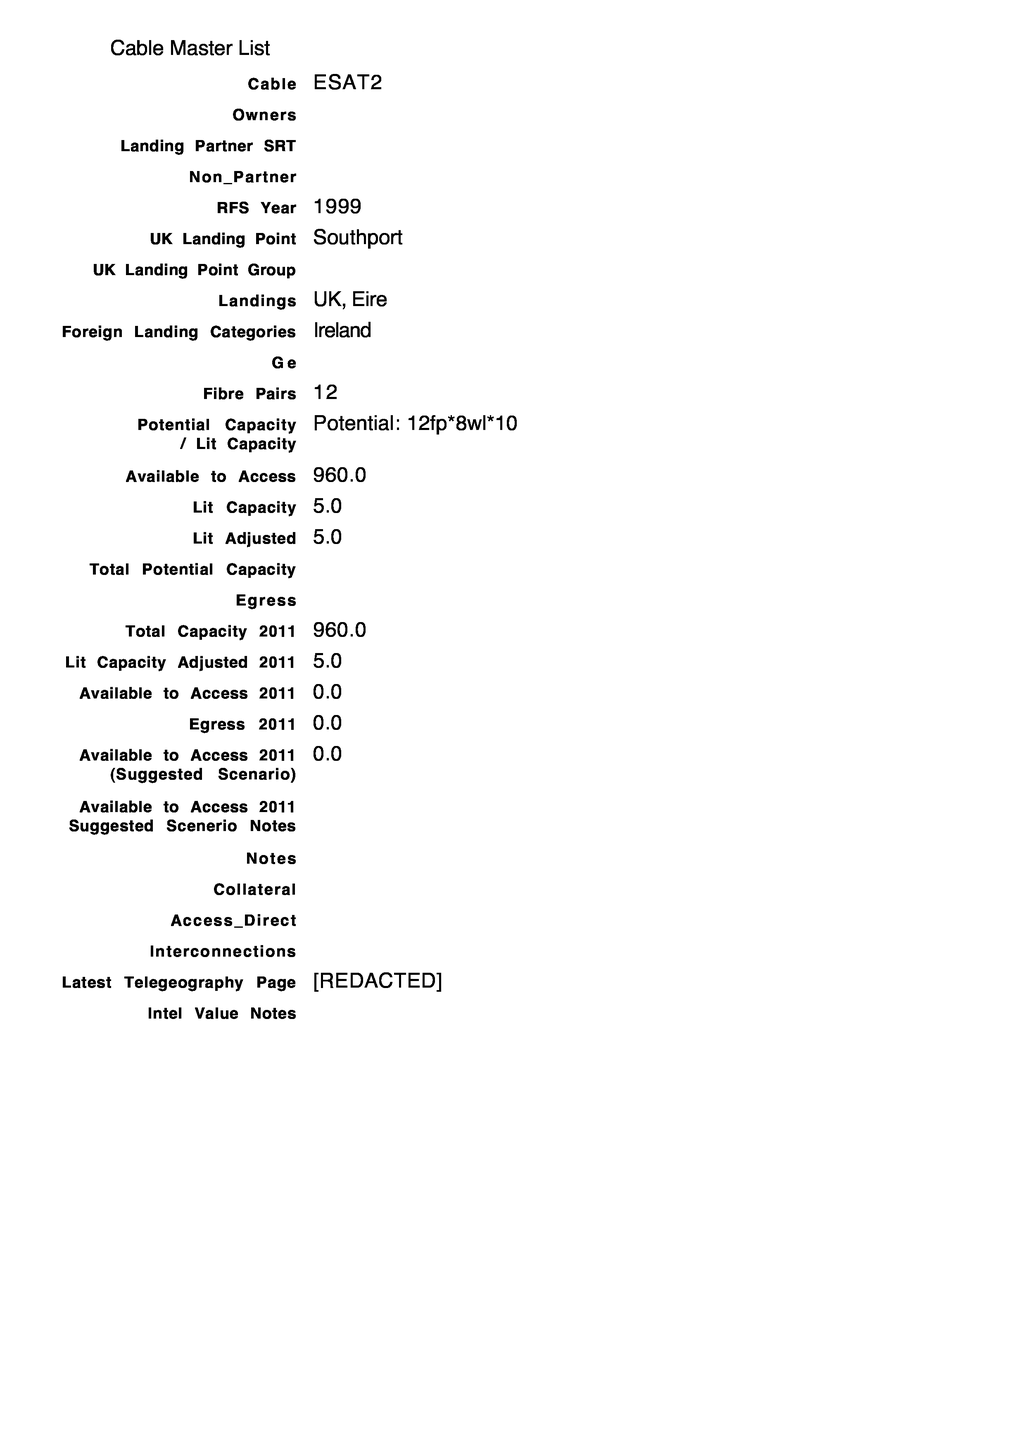 Cable Master List
Cable ESAT2
Owners
Landing Partner SRT
Non_Partner
RFS Year 1999
UK Landing Point Southport
UK Landing Point Group
Landings UK, Eire
Foreign Landing Categories Ireland
Ge
Fibre Pairs 12
Potential Capacity Potential: 12fp*8wl*10
/ Lit Capacity
Available to Access 960.0
Lit Capacity 5.0
Lit Adjusted 5.0
Total Potential Capacity
Egress
Total Capacity 2011 960.0
Lit Capacity Adjusted 2011 5.0
Available to Access 2011 0.0
Egress 2011 0.0
Available to Access 2011 0.0
(Suggested Scenario)
Available to Access 2011
Suggested Scenerio Notes
Notes
Collateral
Access_Direct
Interconnections
Latest Telegeography Page [REDACTED]
Intel Value Notes